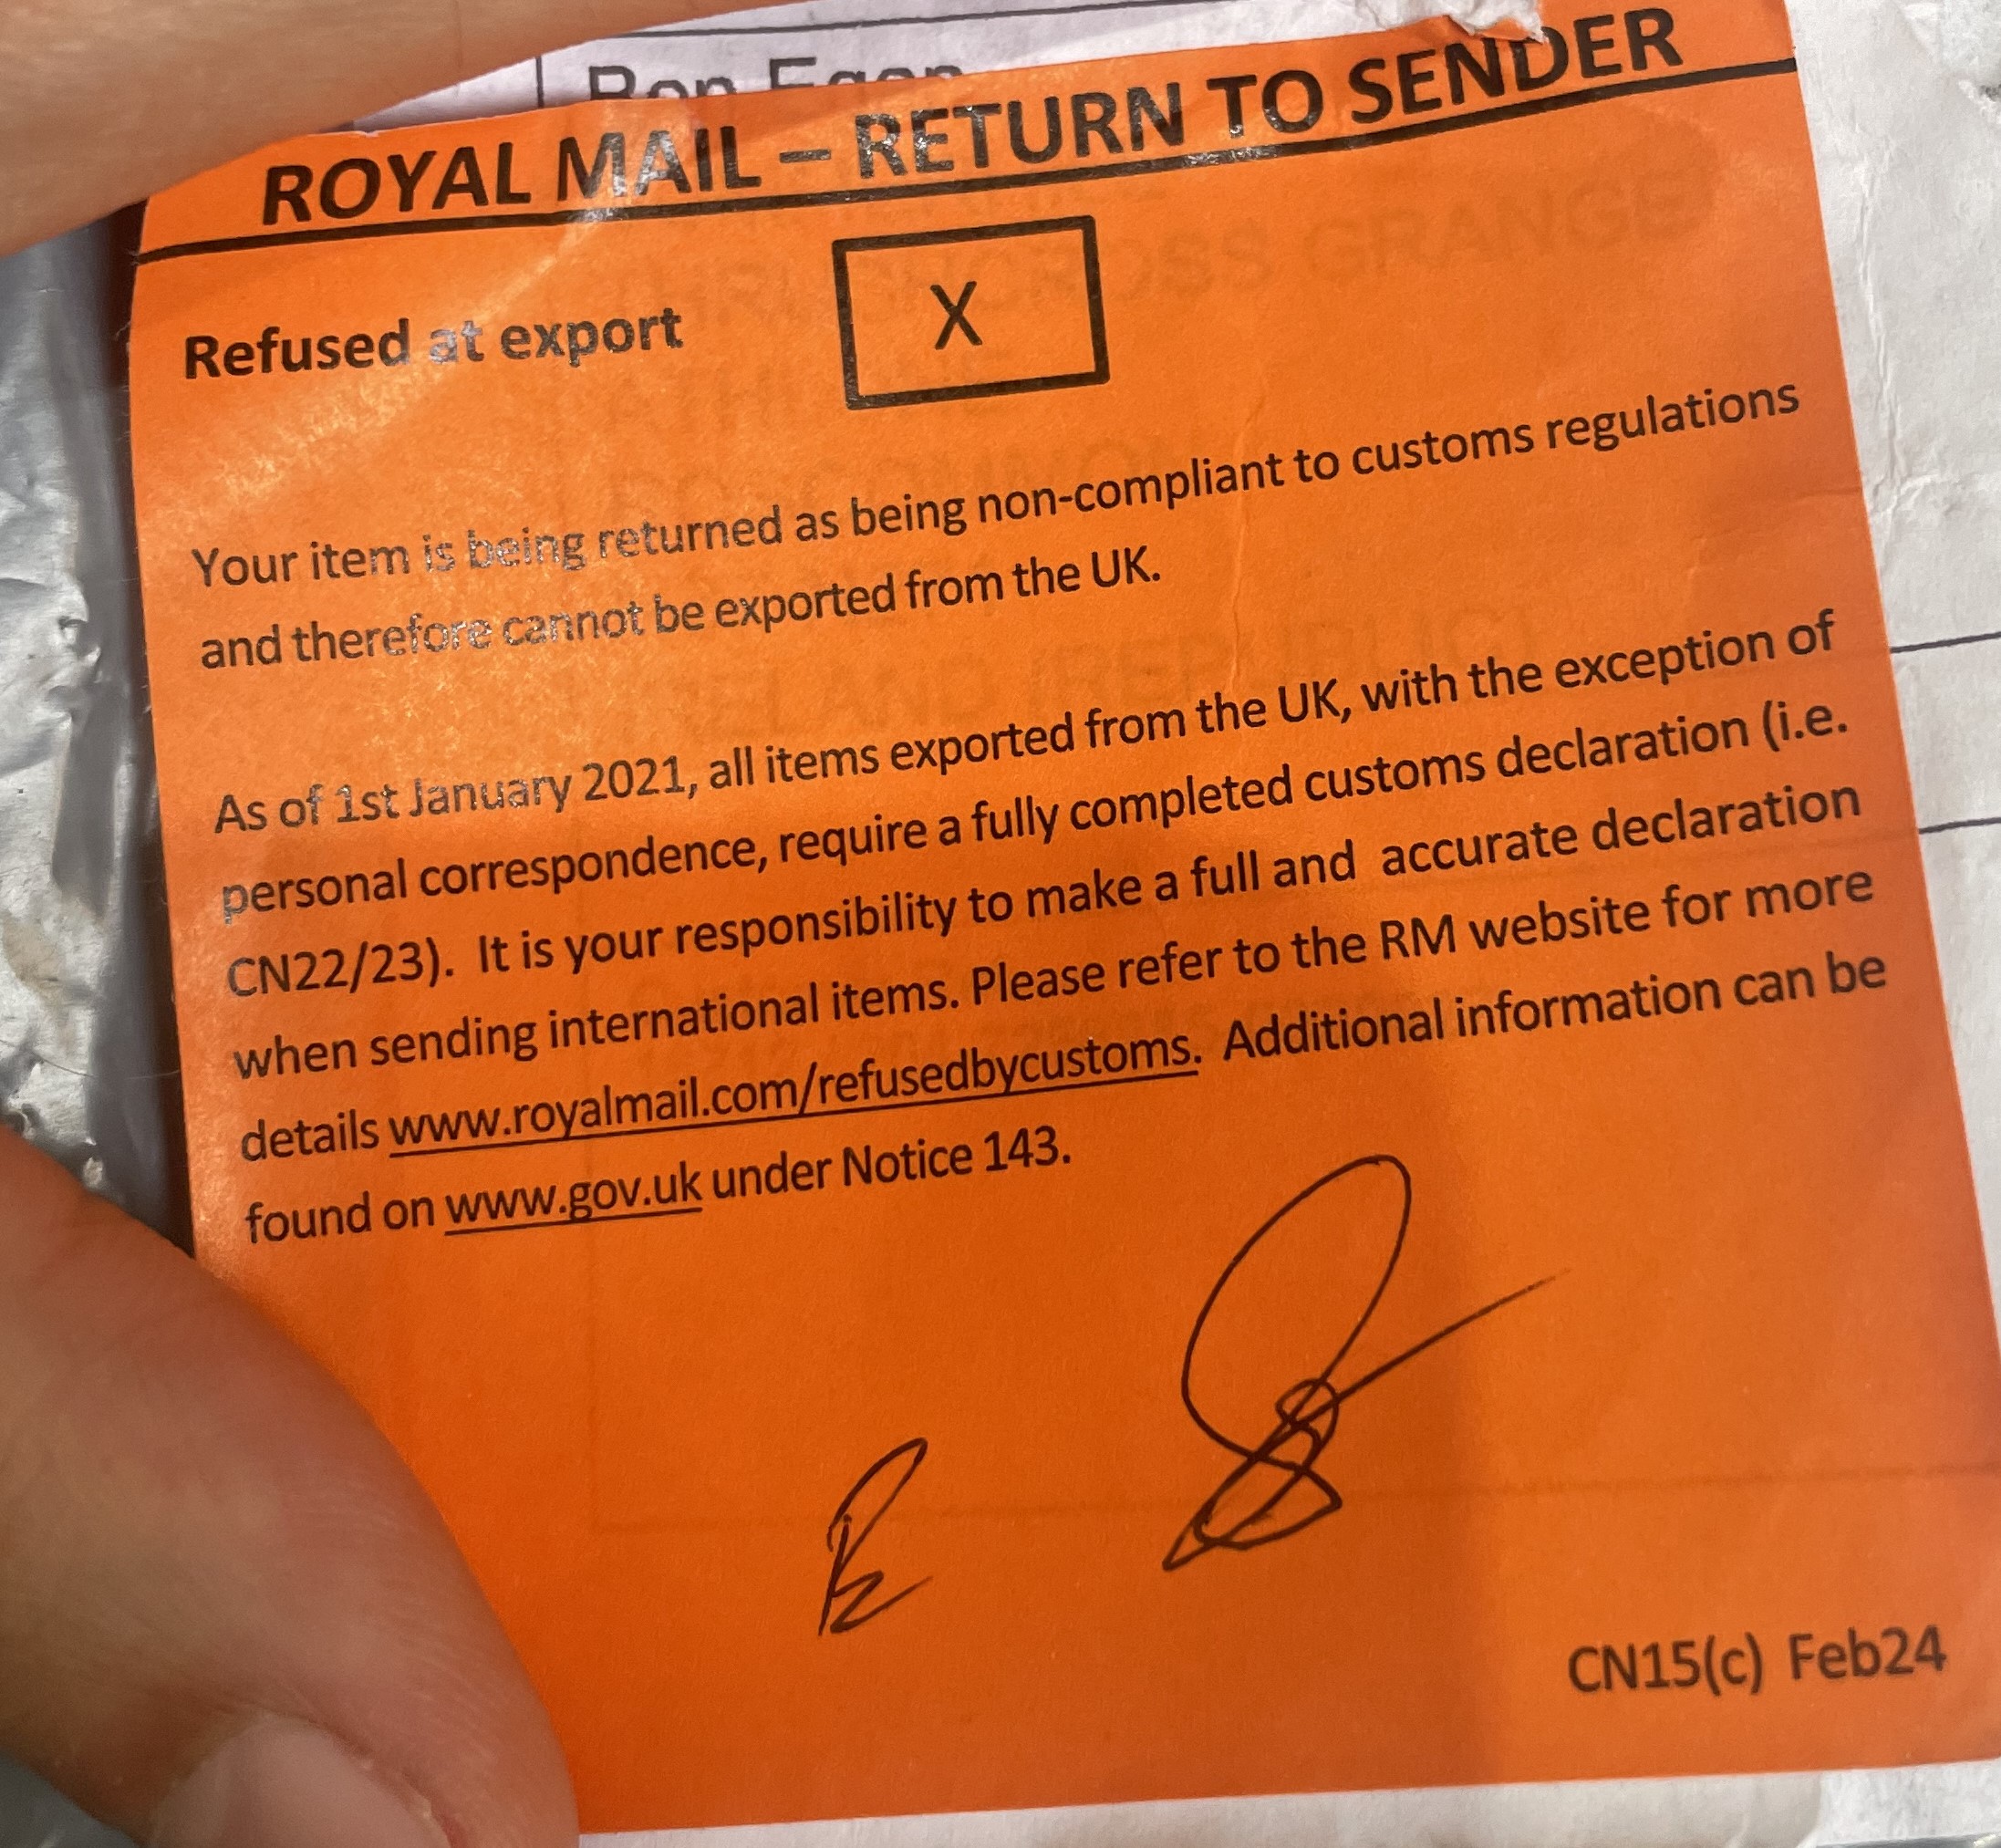 ROYAL MAIL – RETURN TO SENDER
Refused at export X
Your item is being returned as being non-compliant to customs regulations
and therefore cannot be exported from the UK.
As of 1st January 2021, all items exported from the UK, with the exception of
personal correspondence, require a fully completed customs declaration (i.e.
CN22/23). It is your responsibility to make a full and accurate declaration
when sending international items. Please refer to the RM website for more
details www.royalmail.com/refusedbycustoms. Additional information can be
found on www.gov.uk under Notice 143.
CN15(c) Feb24